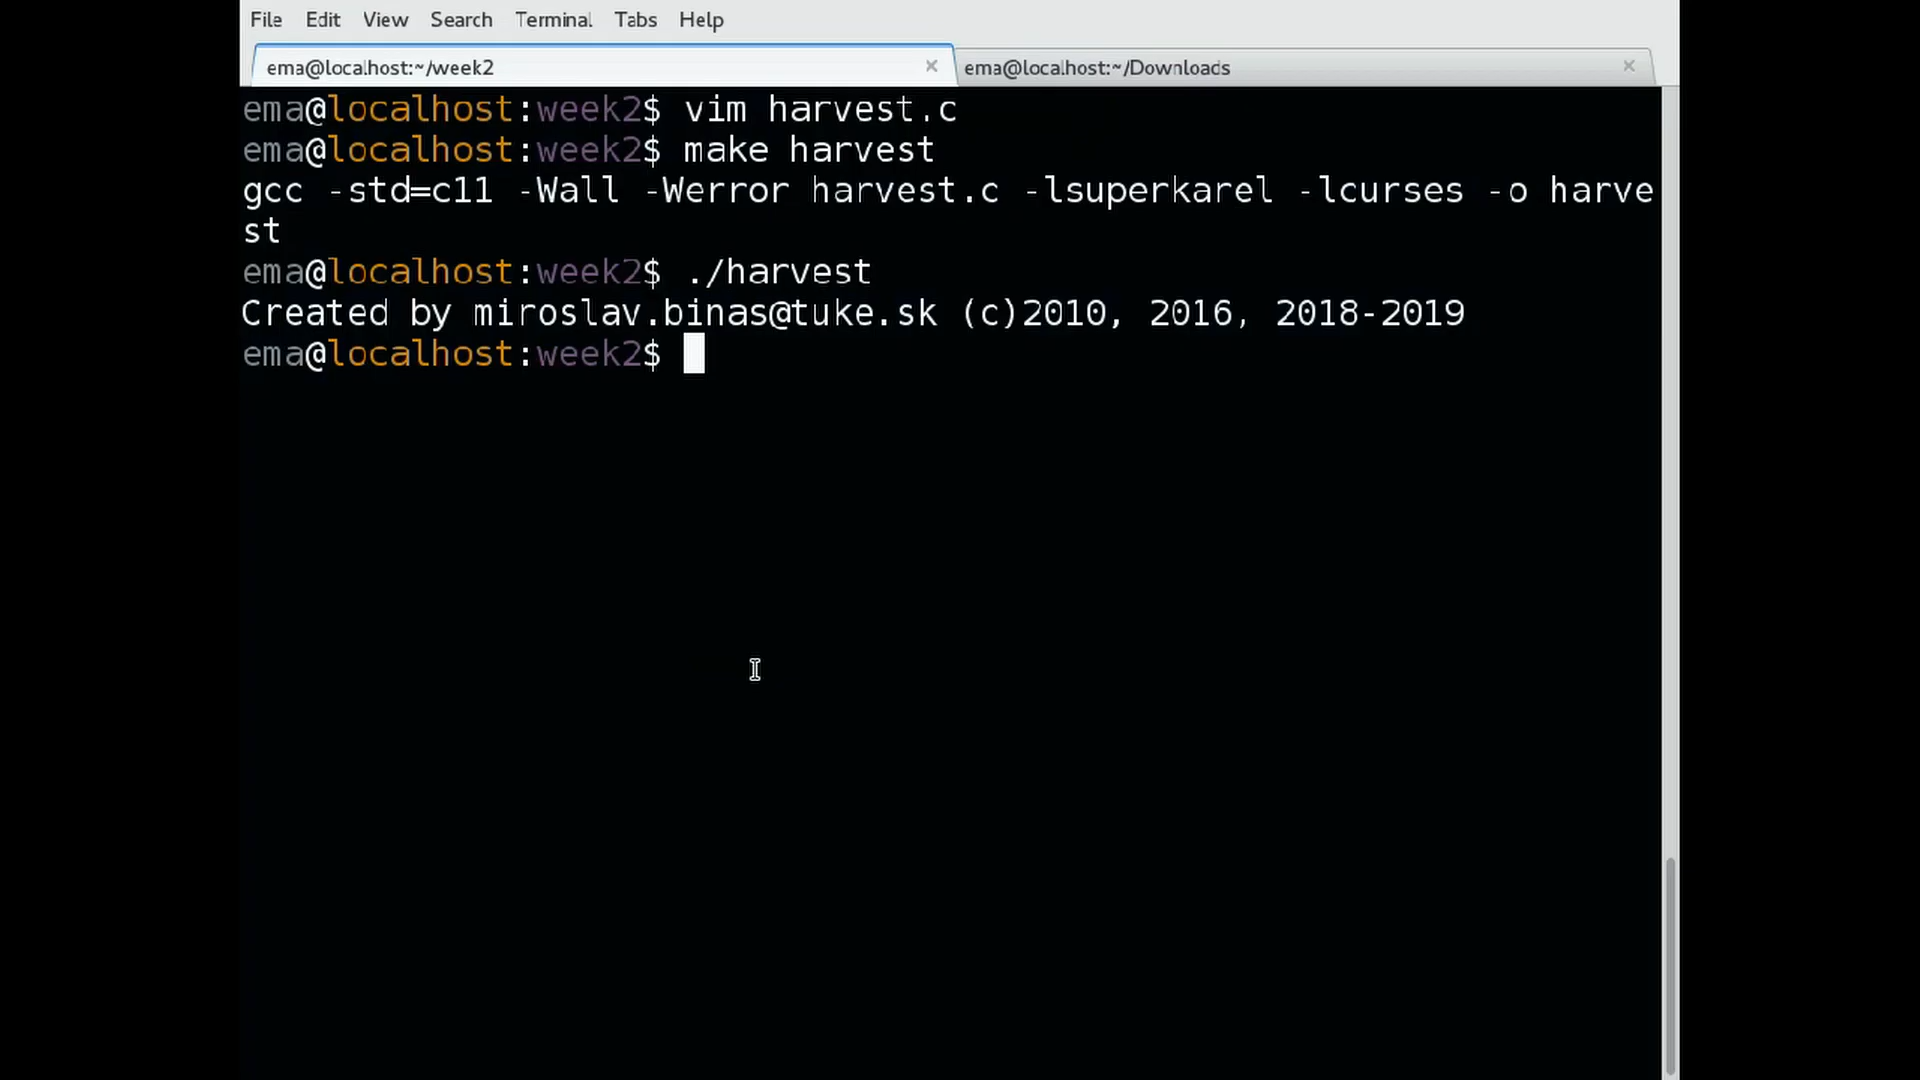 File Edit View Search Terminal Tabs Help
ema@localhost:~/week2 × ema@localhost:~/Downloads ×
ema@localhost:week2$ vim harvest.c
ema@localhost:week2$ make harvest
gcc -std=c11 -Wall -Werror harvest.c -lsuperkarel -lcurses -o harve
st
ema@localhost:week2$ ./harvest
Created by miroslav.binas@tuke.sk (c)2010, 2016, 2018-2019
ema@localhost:week2$